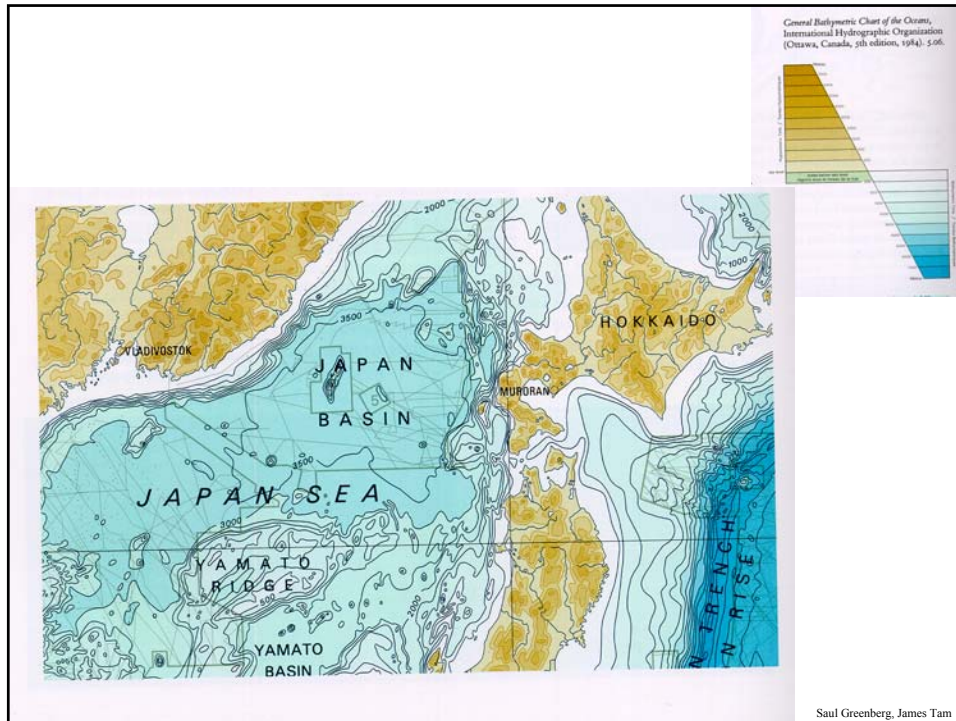 General Bathymetric Chart of the Oceans,
International Hydrographic Organization
(Ottawa, Canada, 5th edition, 1984). 5.06.
2000
2000
1000
3500
HOKKAIDO
VLADIVOSTOK
JAPAN
MURORAN
BASIN
3500
JAPAN SEA
3000
YAMATO
RIDGE
500
2000
YAMATO
BASIN
N TRENCH
N RISE
Saul Greenberg, James Tam